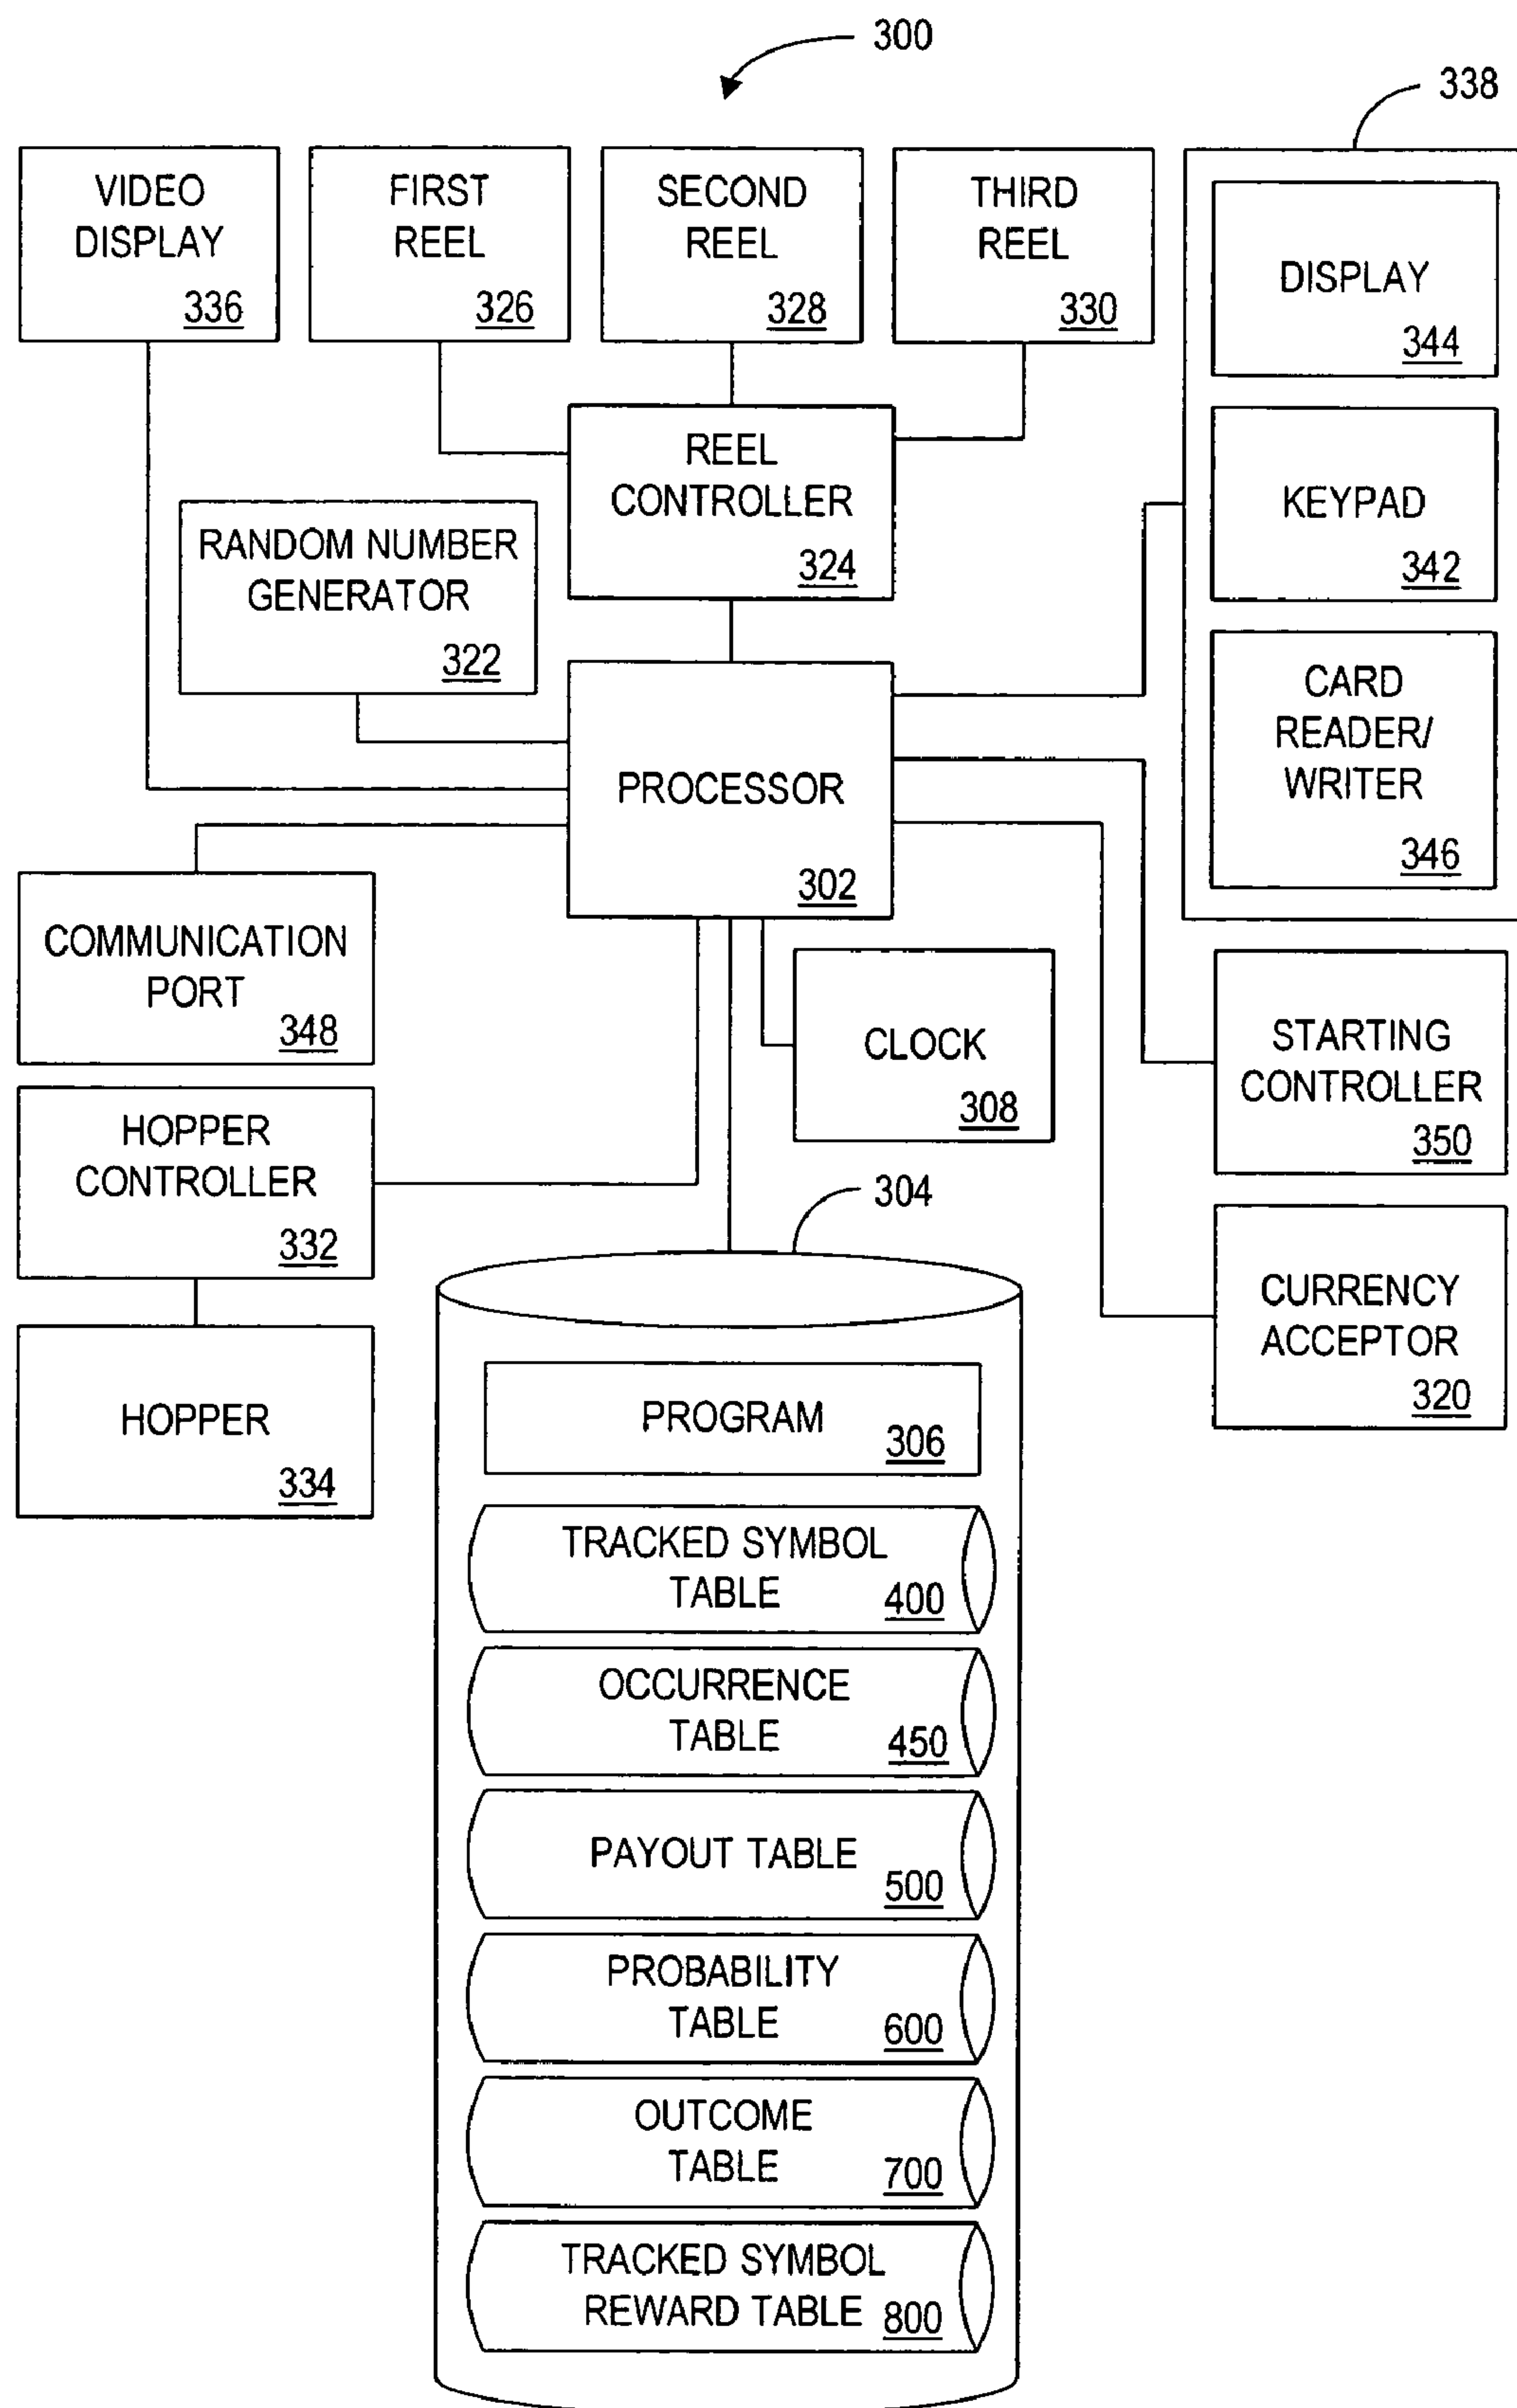 300
338
VIDEO
DISPLAY
336
FIRST
REEL
326
SECOND
REEL
328
THIRD
REEL
330
DISPLAY
344
REEL
CONTROLLER
324
KEYPAD
342
RANDOM NUMBER
GENERATOR
322
CARD
READER/
WRITER
346
PROCESSOR
302
COMMUNICATION
PORT
348
CLOCK
308
STARTING
CONTROLLER
350
HOPPER
CONTROLLER
332
304
CURRENCY
ACCEPTOR
320
HOPPER
334
PROGRAM
306
TRACKED SYMBOL
TABLE
400
OCCURRENCE
TABLE
450
PAYOUT TABLE
500
PROBABILITY
TABLE
600
OUTCOME
TABLE
700
TRACKED SYMBOL
REWARD TABLE
800